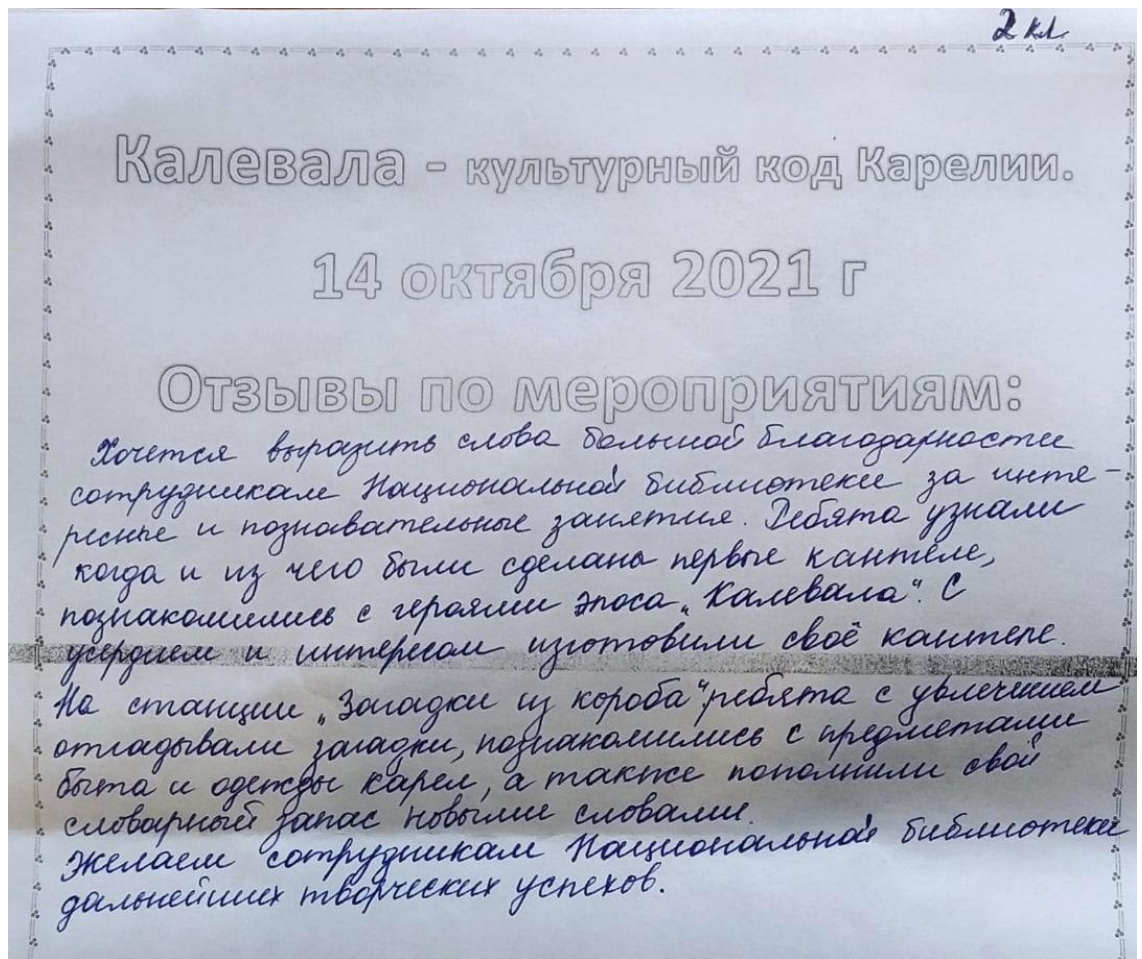 2 кл.
Калевала - культурный код Карелии.
14 октября 2021 г
Отзывы по мероприятиям:
Хочется выразить слова большой благодарности
сотрудникам Национальной библиотеки за инте-
ресные и познавательные занятия. Ребята узнали
когда и из чего были сделаны первые кантеле,
познакомились с героями эпоса „Калевала". С
усердием и интересом изготовили своё кантеле.
На станции „Загадки из короба" ребята с увлечением
отгадывали загадки, познакомились с предметами
быта и одежды карел, а также пополнили свой
словарный запас новыми словами.
Желаем сотрудникам Национальной библиотеки
дальнейших творческих успехов.